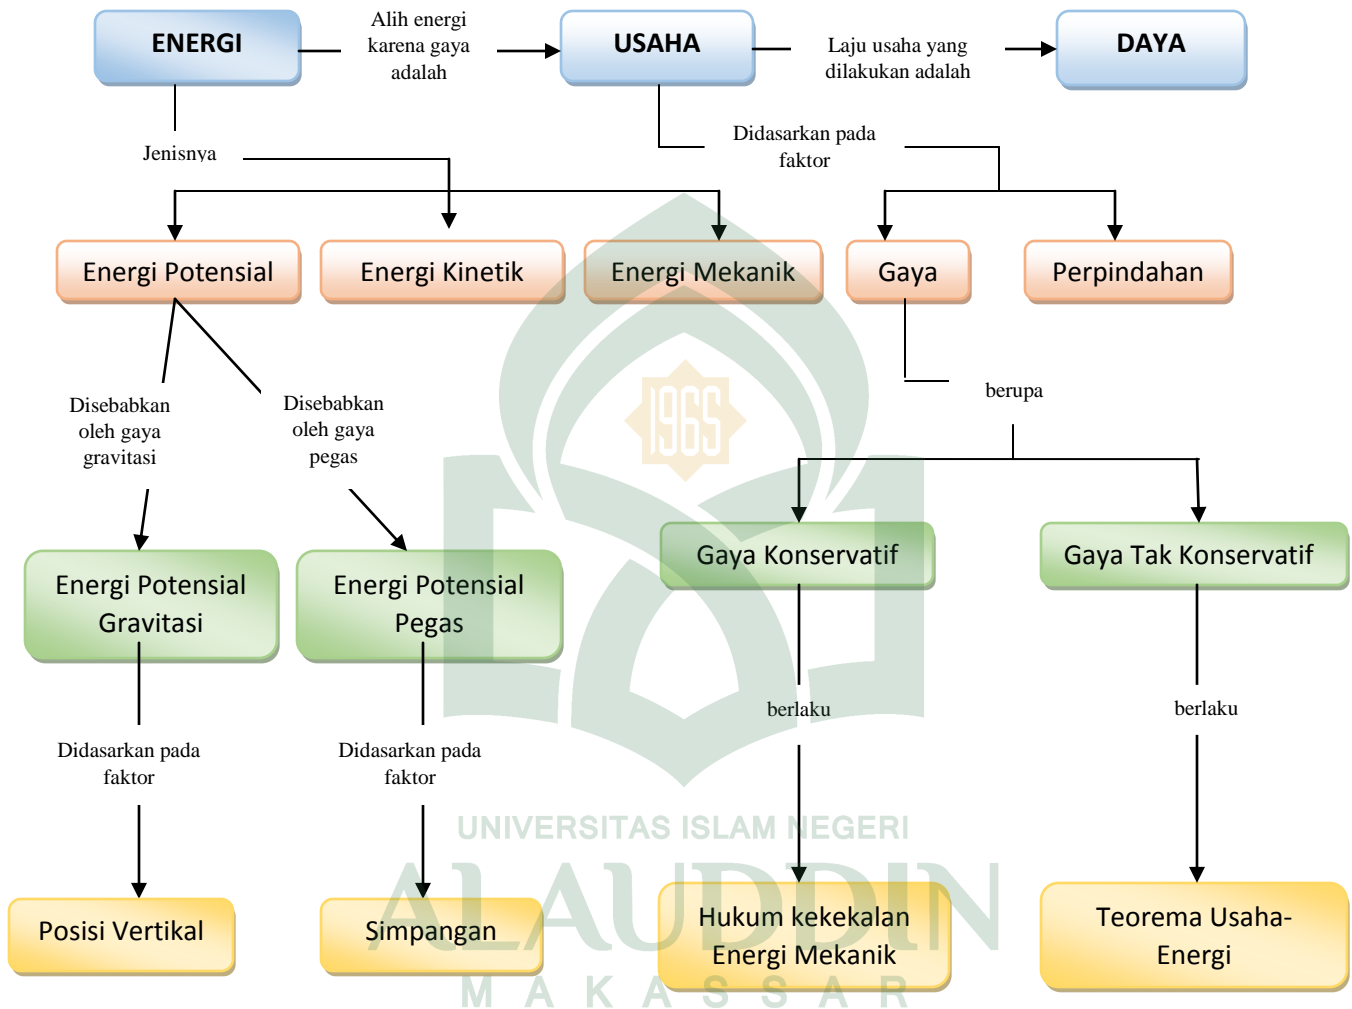 ENERGI
Alih energi
karena gaya
adalah
USAHA
Laju usaha yang
dilakukan adalah
DAYA
Jenisnya
Didasarkan pada
faktor
Energi Potensial
Energi Kinetik
Energi Mekanik
Gaya
Perpindahan
Disebabkan
oleh gaya
gravitasi
Disebabkan
oleh gaya
pegas
berupa
1965
Energi Potensial
Gravitasi
Energi Potensial
Pegas
Gaya Konservatif
Gaya Tak Konservatif
Didasarkan pada
faktor
Didasarkan pada
faktor
berlaku
berlaku
Posisi Vertikal
Simpangan
Hukum kekekalan
Energi Mekanik
Teorema Usaha-
Energi
UNIVERSITAS ISLAM NEGERI
ALAUDDIN
MAKASSAR